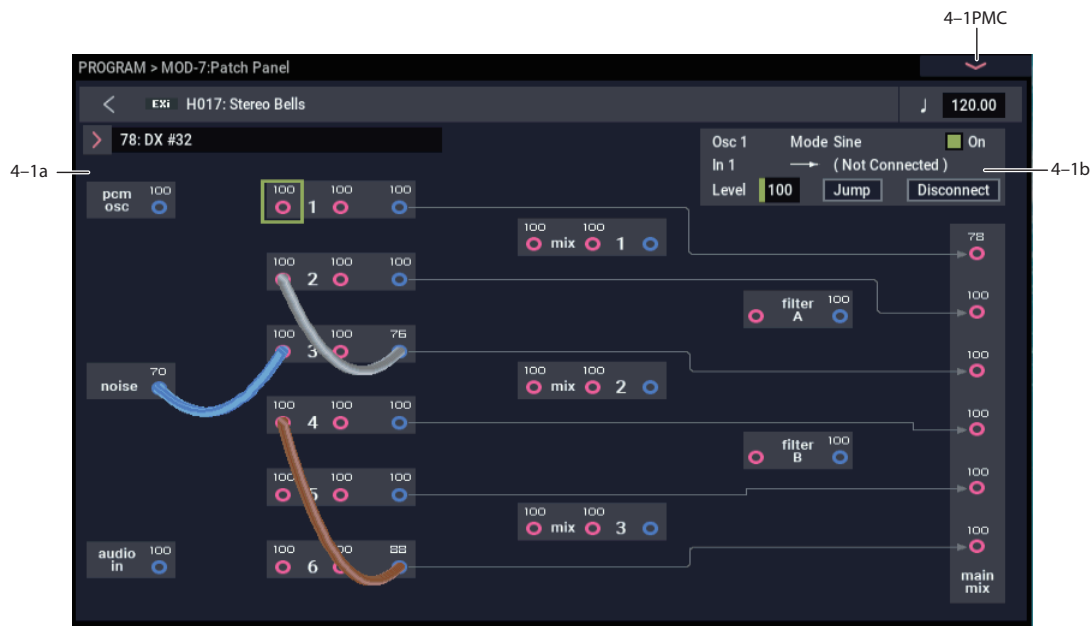 4–1PMC
PROGRAM > MOD-7:Patch Panel
EXi H017: Stereo Bells
♩ 120.00
78: DX #32
Osc 1 Mode Sine On
In 1 → ( Not Connected )
Level 100 Jump Disconnect
4–1a
4–1b
pcm osc 100
100 1 100 100
100 mix 100 1
78
100 2 100 100
filter A 100
100
100 3 100 76
100
noise 70
100 mix 100 2
100 4 100 100
100
filter B 100
100 5 100 100
100
100 mix 100 3
audio in 100
100 6 100 88
100
main mix